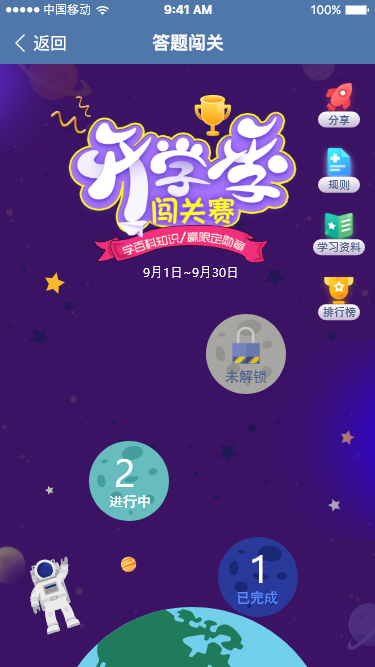 中国移动 9:41 AM 100%
返回 答题闯关
分享
开学季
规则
闯关赛
学百科知识/赢限定勋章
学习资料
9月1日~9月30日
排行榜
未解锁
2
进行中
1
已完成